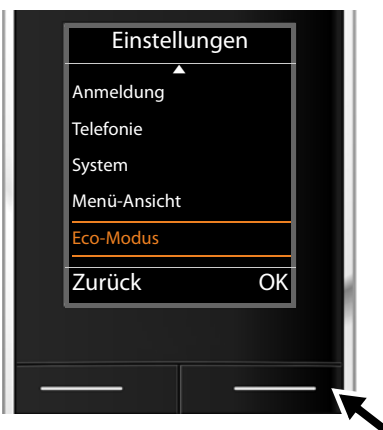 Einstellungen
Anmeldung
Telefonie
System
Menü-Ansicht
Eco-Modus
Zurück OK